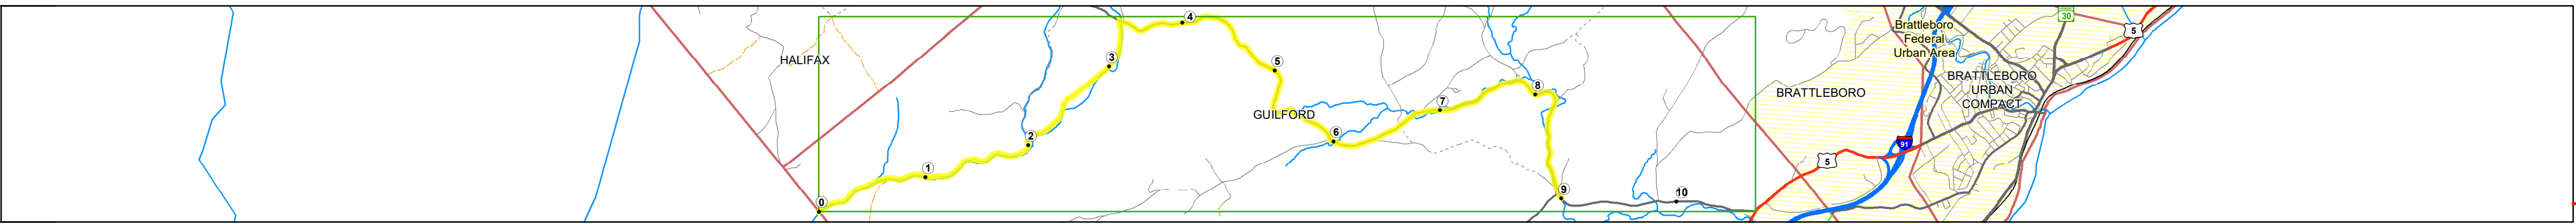 HALIFAX
0
1
2
3
4
5
GUILFORD
6
7
8
9
10
BRATTLEBORO
5
91
Brattleboro
Federal
Urban Area
BRATTLEBORO
URBAN
COMPACT
30
5